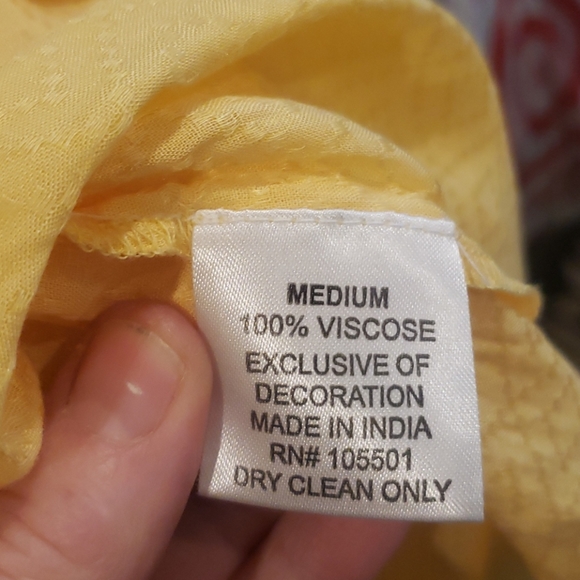 MEDIUM
100% VISCOSE
EXCLUSIVE OF
DECORATION
MADE IN INDIA
RN# 105501
DRY CLEAN ONLY